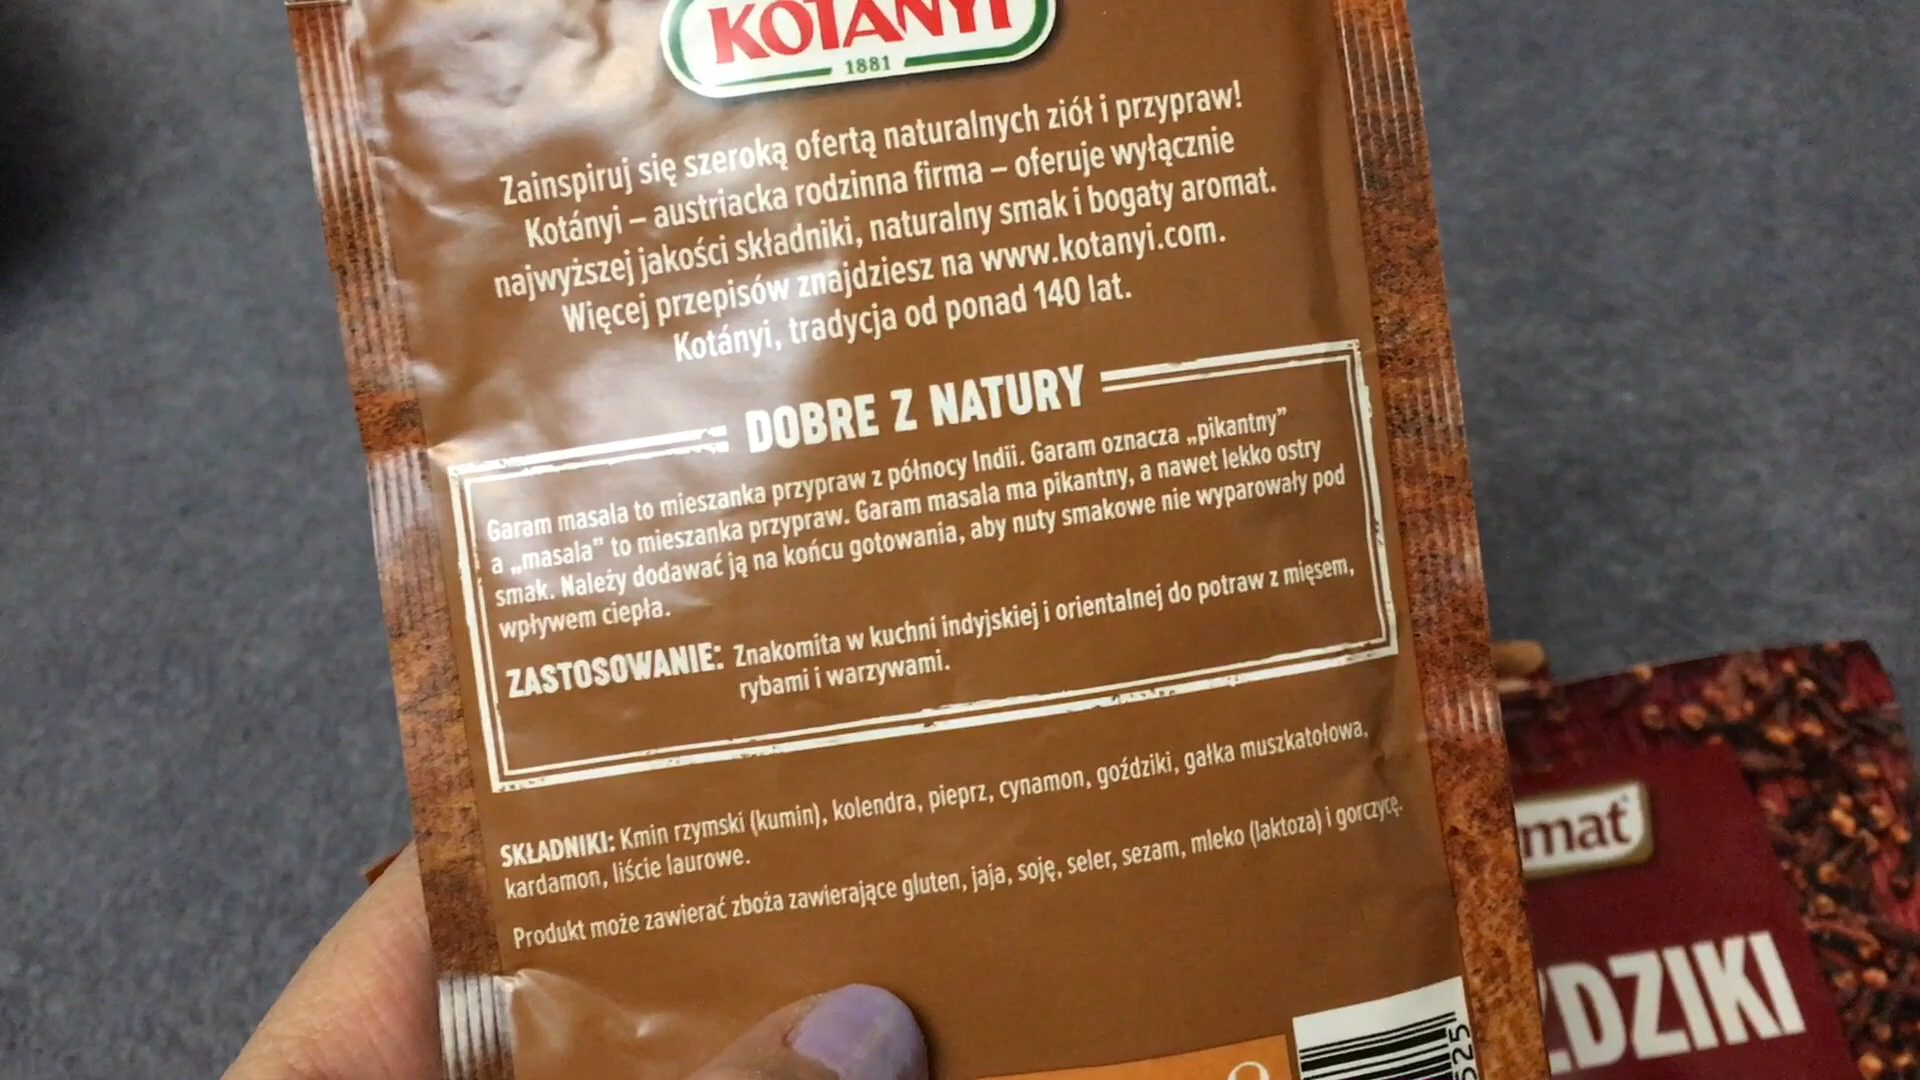 KOTÁNYI
1881
Zainspiruj się szeroką ofertą naturalnych ziół i przypraw!
Kotányi – austriacka rodzinna firma – oferuje wyłącznie
najwyższej jakości składniki, naturalny smak i bogaty aromat.
Więcej przepisów znajdziesz na www.kotanyi.com.
Kotányi, tradycja od ponad 140 lat.
DOBRE Z NATURY
Garam masala to mieszanka przypraw z północy Indii. Garam oznacza „pikantny”
a „masala” to mieszanka przypraw. Garam masala ma pikantny, a nawet lekko ostry
smak. Należy dodawać ją na końcu gotowania, aby nuty smakowe nie wyparowały pod
wpływem ciepła.
ZASTOSOWANIE: Znakomita w kuchni indyjskiej i orientalnej do potraw z mięsem,
rybami i warzywami.
SKŁADNIKI: Kmin rzymski (kumin), kolendra, pieprz, cynamon, goździki, gałka muszkatołowa,
kardamon, liście laurowe.
Produkt może zawierać zboża zawierające gluten, jaja, soję, seler, sezam, mleko (laktoza) i gorczycę.
mat
DZIKI
525